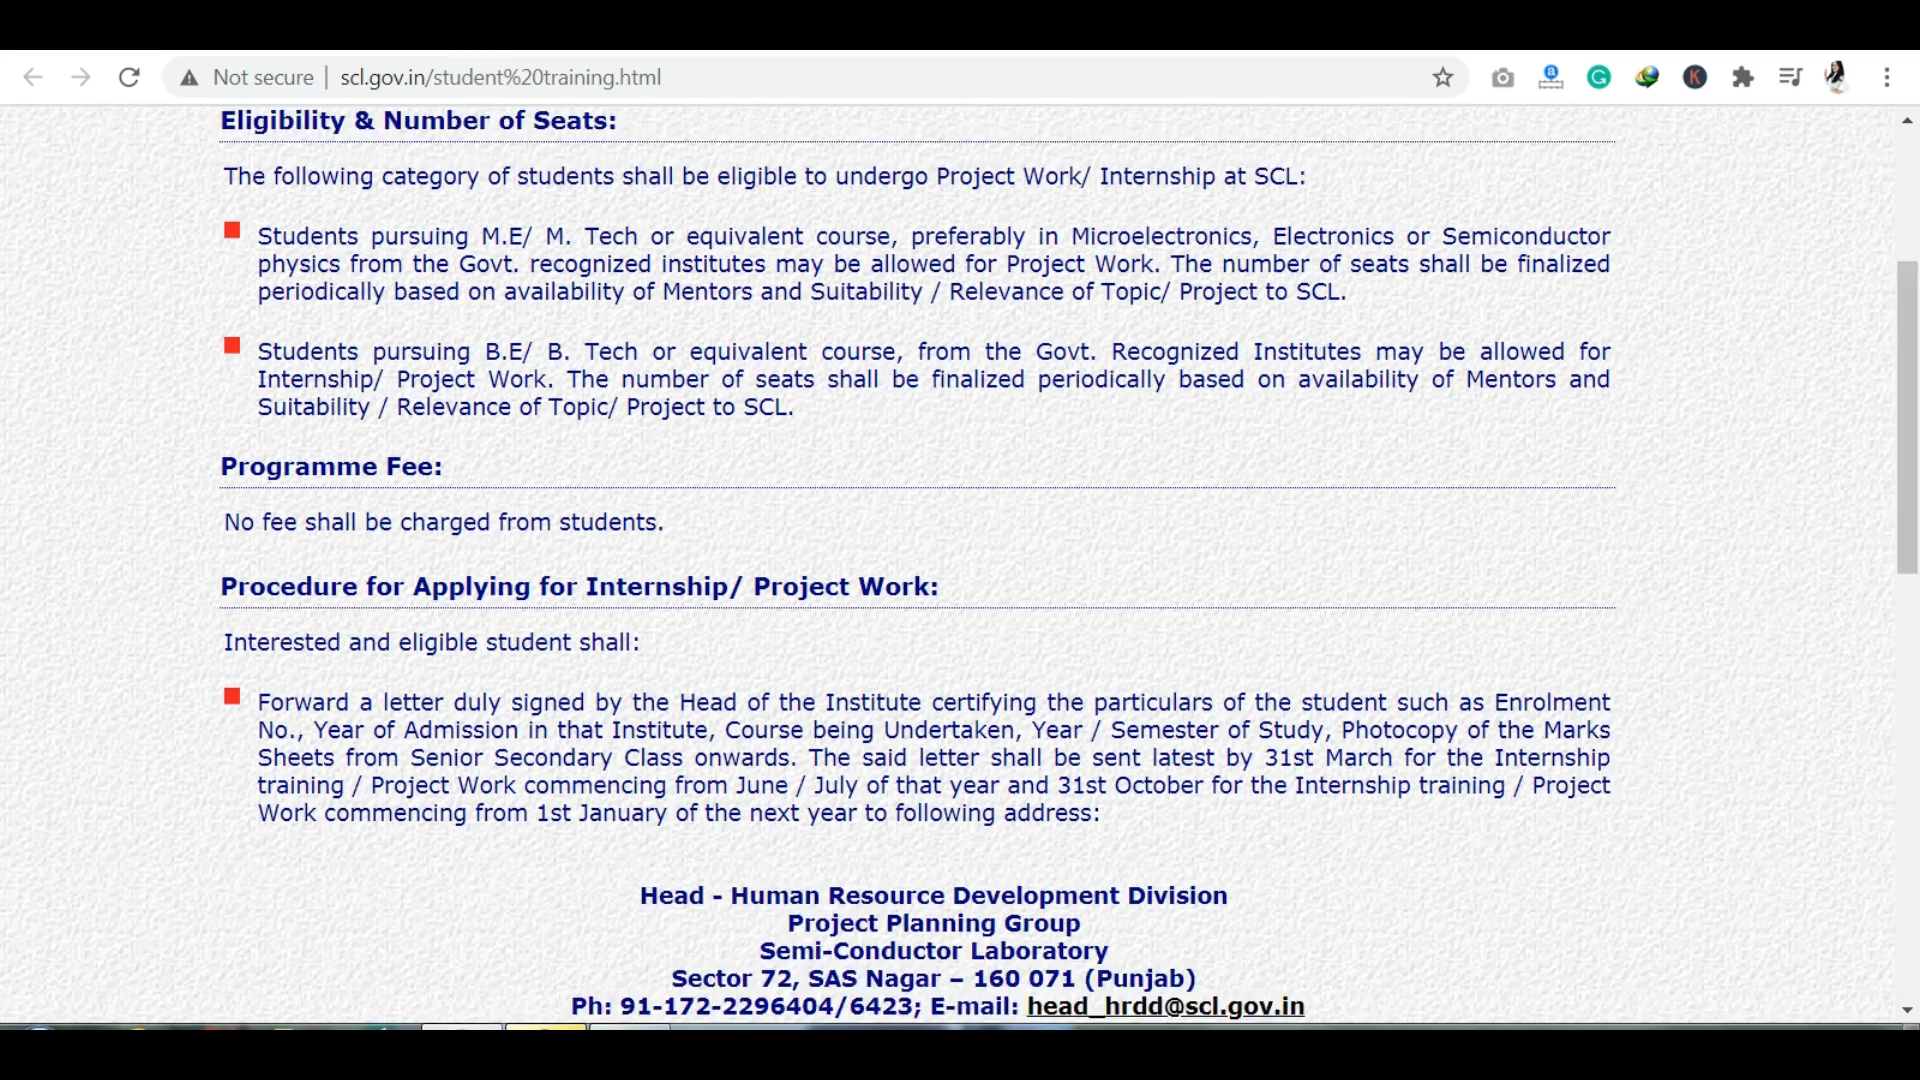 Not secure | scl.gov.in/student%20training.html
Eligibility & Number of Seats:
The following category of students shall be eligible to undergo Project Work/ Internship at SCL:
Students pursuing M.E/ M. Tech or equivalent course, preferably in Microelectronics, Electronics or Semiconductor
physics from the Govt. recognized institutes may be allowed for Project Work. The number of seats shall be finalized
periodically based on availability of Mentors and Suitability / Relevance of Topic/ Project to SCL.
Students pursuing B.E/ B. Tech or equivalent course, from the Govt. Recognized Institutes may be allowed for
Internship/ Project Work. The number of seats shall be finalized periodically based on availability of Mentors and
Suitability / Relevance of Topic/ Project to SCL.
Programme Fee:
No fee shall be charged from students.
Procedure for Applying for Internship/ Project Work:
Interested and eligible student shall:
Forward a letter duly signed by the Head of the Institute certifying the particulars of the student such as Enrolment
No., Year of Admission in that Institute, Course being Undertaken, Year / Semester of Study, Photocopy of the Marks
Sheets from Senior Secondary Class onwards. The said letter shall be sent latest by 31st March for the Internship
training / Project Work commencing from June / July of that year and 31st October for the Internship training / Project
Work commencing from 1st January of the next year to following address:
Head - Human Resource Development Division
Project Planning Group
Semi-Conductor Laboratory
Sector 72, SAS Nagar – 160 071 (Punjab)
Ph: 91-172-2296404/6423; E-mail: head_hrdd@scl.gov.in